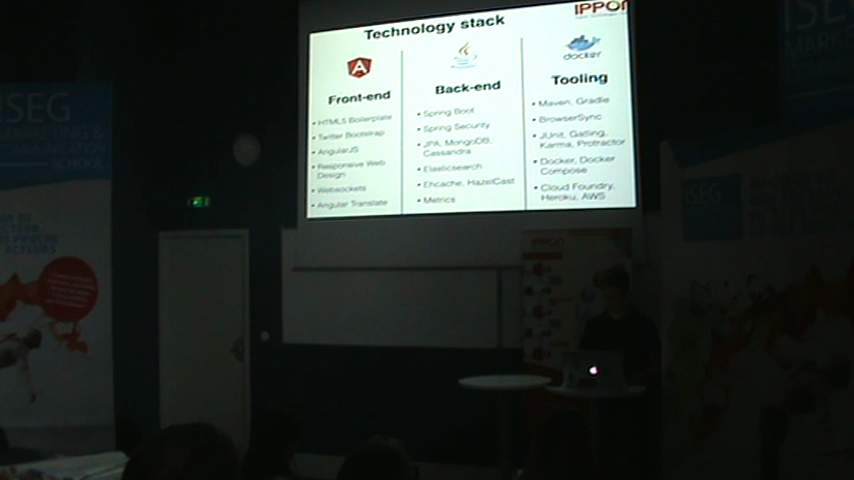 Technology stack
IPPON
docker
Front-end
• HTML5 Boilerplate
• Twitter Bootstrap
• AngularJS
• Responsive Web
Design
• Websockets
• Angular Translate
Back-end
• Spring Boot
• Spring Security
• JPA, MongoDB,
Cassandra
• Elasticsearch
• Ehcache, HazelCast
• Metrics
Tooling
• Maven, Gradle
• BrowserSync
• JUnit, Gatling,
Karma, Protractor
• Docker, Docker
Compose
• Cloud Foundry,
Heroku, AWS
iSEG
iSEG
IPPON